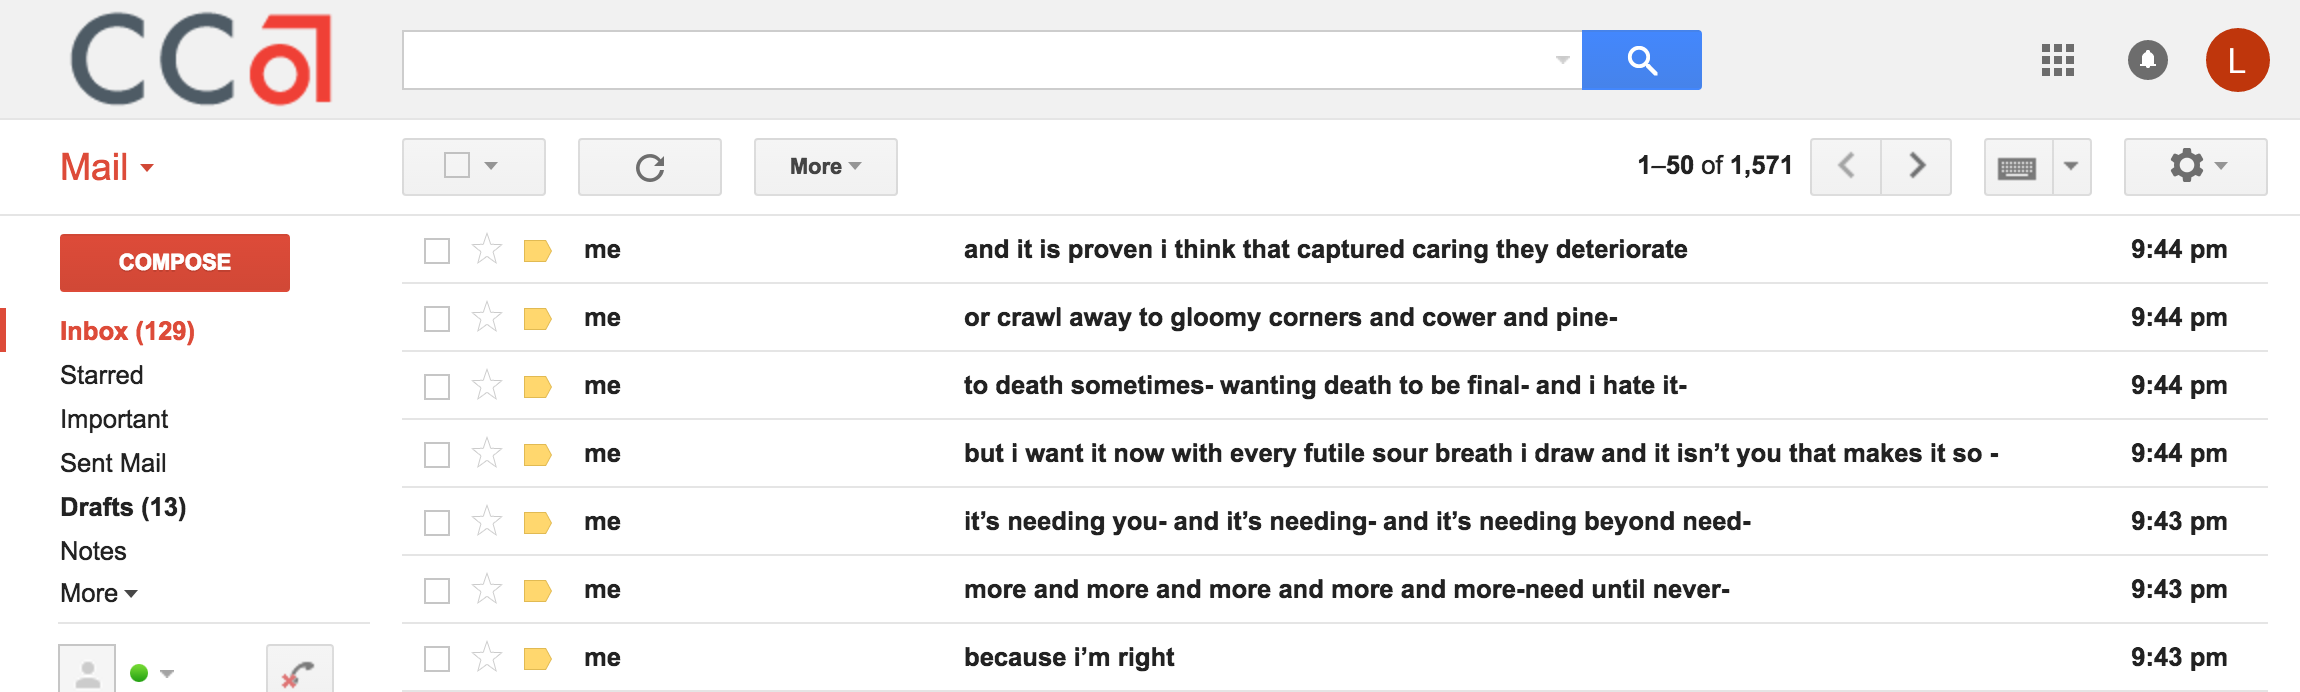 CCa
L
Mail
More
1–50 of 1,571
COMPOSE
Inbox (129)
Starred
Important
Sent Mail
Drafts (13)
Notes
More
me and it is proven i think that captured caring they deteriorate 9:44 pm
me or crawl away to gloomy corners and cower and pine- 9:44 pm
me to death sometimes- wanting death to be final- and i hate it- 9:44 pm
me but i want it now with every futile sour breath i draw and it isn’t you that makes it so - 9:44 pm
me it’s needing you- and it’s needing- and it’s needing beyond need- 9:43 pm
me more and more and more and more and more-need until never- 9:43 pm
me because i’m right 9:43 pm